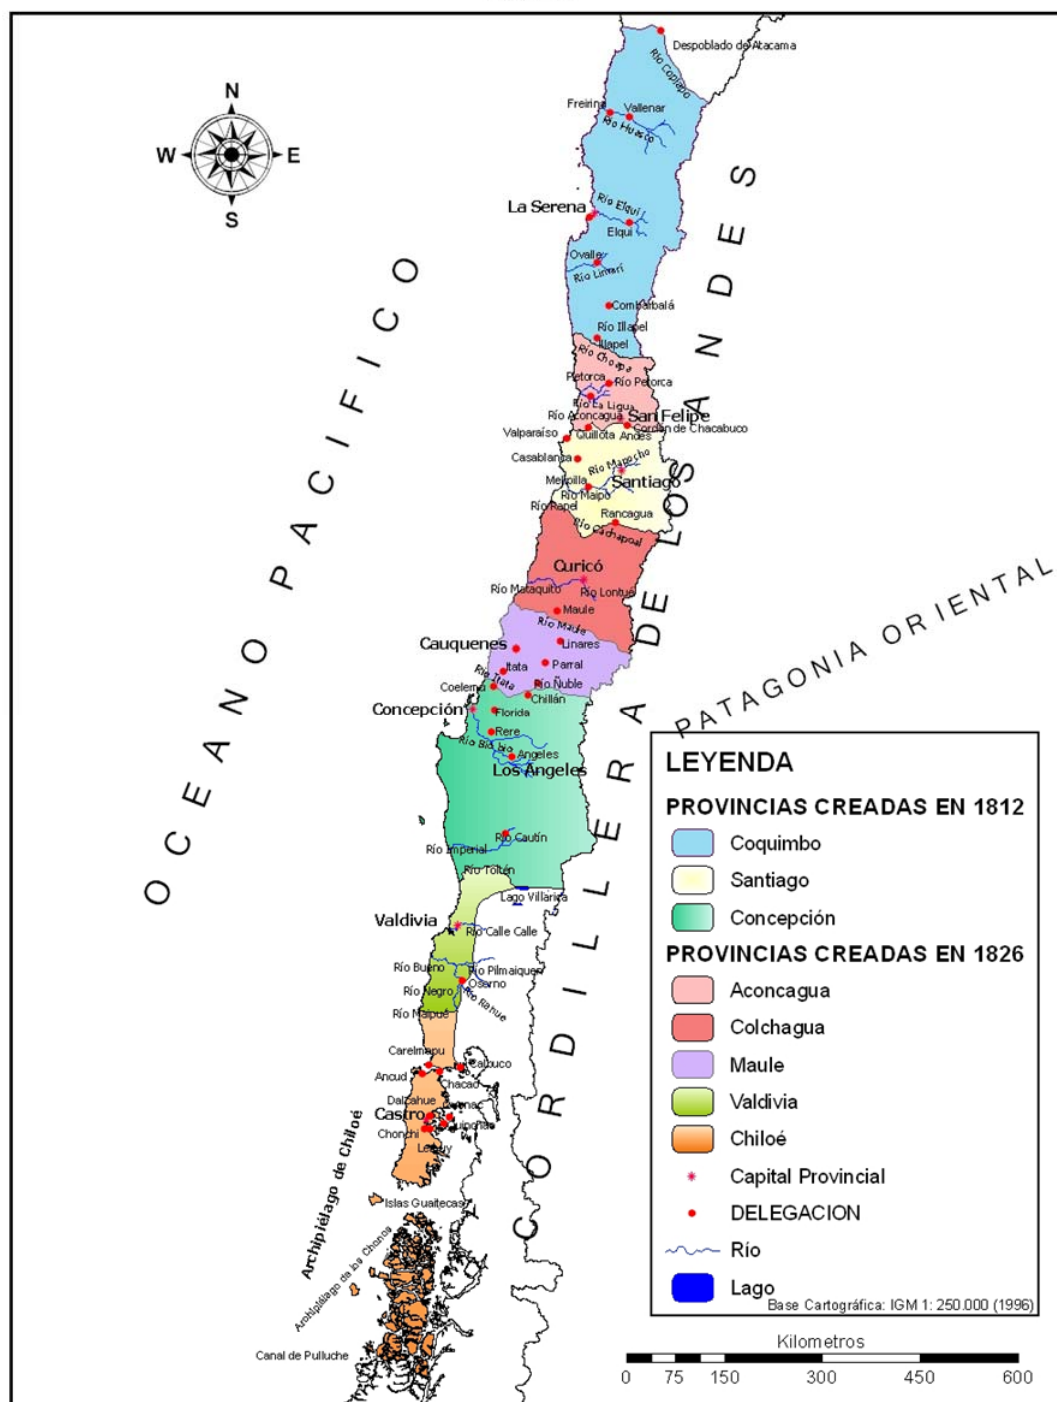 Despoblado de Atacama
Río Copiapo
Freirina
Vallenar
Río Huasco
N
W
E
S
La Serena
Río Elqui
Elqui
Ovalle
Río Limarí
Combarbalá
Río Illapel
Illapel
Río Choapa
Petorca
Río Petorca
Río La Ligua
Río Aconcagua
San Felipe
Valparaíso
Quillota
Andes
Cordón de Chacabuco
Casablanca
Río Mapocho
Melipilla
Santiago
Río Maipo
Río Rapel
Rancagua
Río Cachapoal
Curicó
Río Mataquito
Río Lontué
Maule
Río Maule
Cauquenes
Linares
Itata
Parral
Río Itata
Río Ñuble
Coelemu
Chillán
Concepción
Florida
Rere
Río Bío bío
Angeles
Los Angeles
Río Cautín
Río Imperial
Río Toltén
Lago Villarica
Valdivia
Río Calle Calle
Río Bueno
Río Pilmaiquen
Osorno
Río Negro
Río Rahue
Río Maipué
Carelmapu
Calbuco
Ancud
Chacao
Dalcahue
Castro
Chonchi
Archipiélago de Chiloé
Islas Guaitecas
Archipiélago de los Chonos
Canal de Pulluche
OCEANO PACIFICO
CORDILLERA DE LOS ANDES
PATAGONIA ORIENTAL
LEYENDA
PROVINCIAS CREADAS EN 1812
Coquimbo
Santiago
Concepción
PROVINCIAS CREADAS EN 1826
Aconcagua
Colchagua
Maule
Valdivia
Chiloé
Capital Provincial
DELEGACION
Río
Lago
Base Cartográfica: IGM 1: 250.000 (1996)
Kilometros
0 75 150 300 450 600